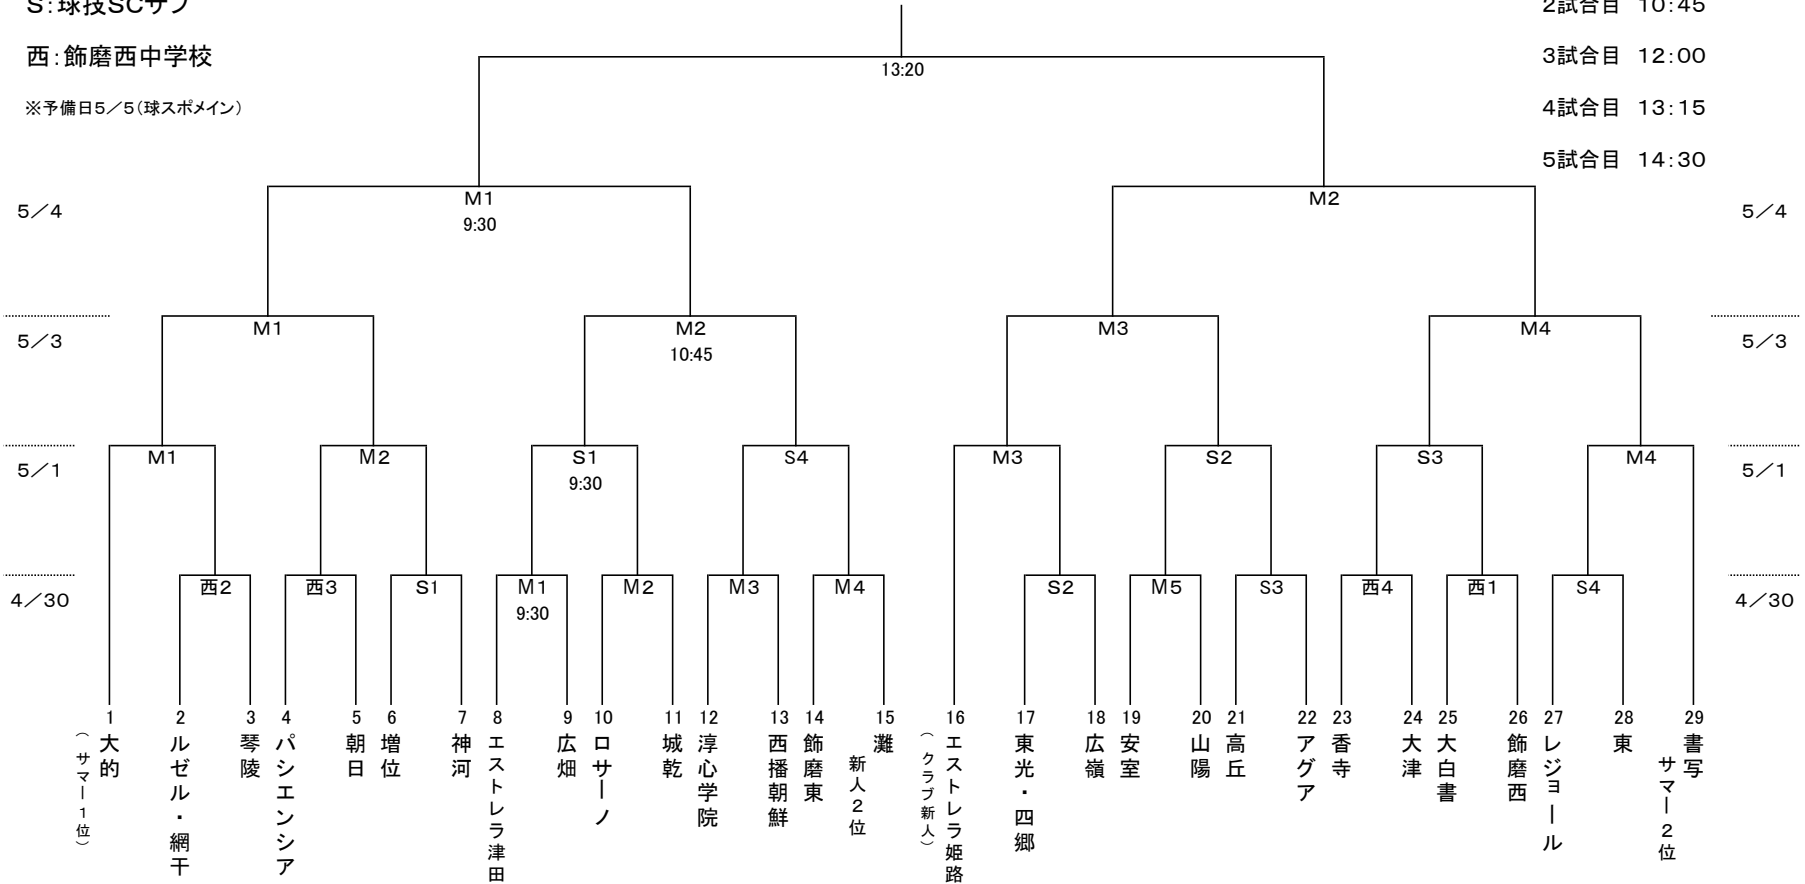 S：球技SCサブ
2試合目 10：45
西：飾磨西中学校
3試合目 12：00
13:20
※予備日5／5（球スポメイン）
4試合目 13：15
5試合目 14：30
M1
M2
5／4
9:30
5／4
M1
M2
M3
M4
5／3
10:45
5／3
M1
M2
S1
S4
M3
S2
S3
M4
5／1
9:30
5／1
西2
西3
S1
M1
M2
M3
M4
S2
M5
S3
西4
西1
S4
4／30
9:30
4／30
1
大的
（サマー1位）
2
ルゼル・網干
3
琴陵
4
パシエンシア
5
朝日
6
増位
7
神河
8
エストレラ津田
9
広畑
10
ロサーノ
11
城乾
12
淳心学院
13
西播朝鮮
14
飾磨東
15
灘
新人2位
16
エストレラ姫路
（クラブ新人）
17
東光・四郷
18
広嶺
19
安室
20
山陽
21
高丘
22
アグア
23
香寺
24
大津
25
大白書
26
飾磨西
27
レジョール
28
東
29
書写
サマー2位